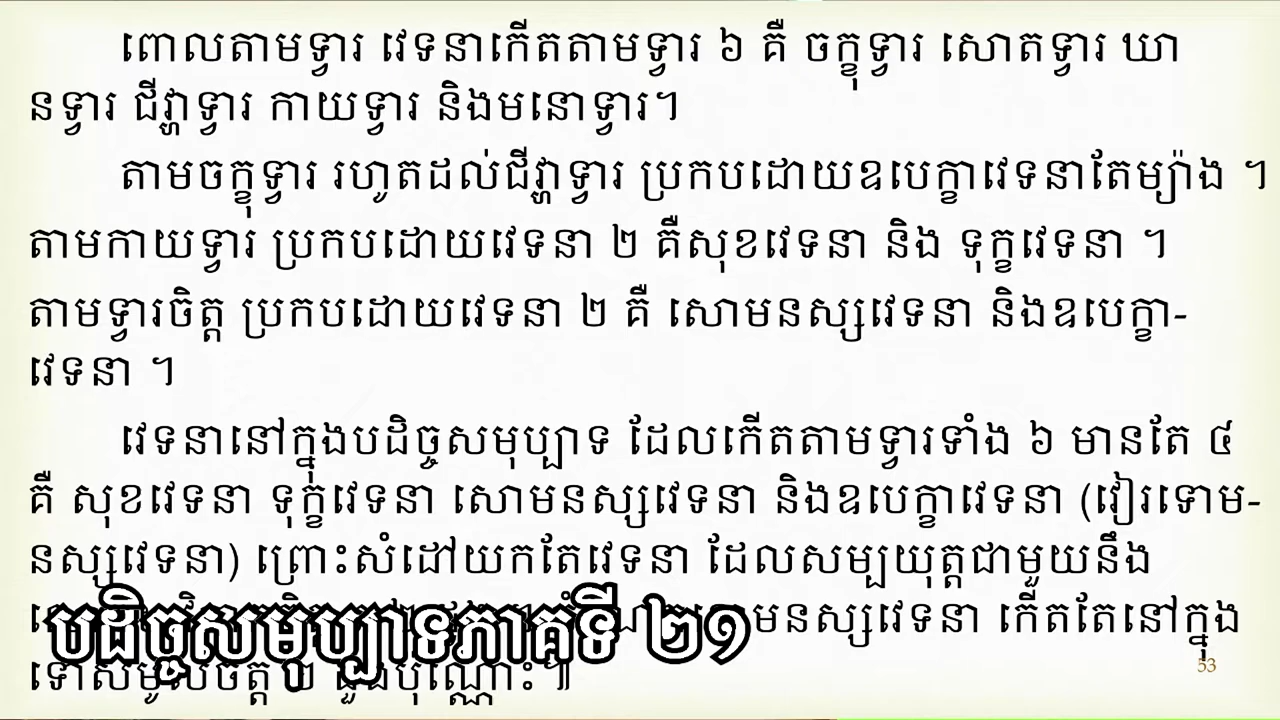 ពោលតាមទ្វារ វេទនាកើតតាមទ្វារ ៦ គឺ ចក្ខុទ្វារ សោតទ្វារ ឃា
នទ្វារ ជីវ្ហាទ្វារ កាយទ្វារ និងមនោទ្វារ។
តាមចក្ខុទ្វារ រហូតដល់ជីវ្ហាទ្វារ ប្រកបដោយឧបេក្ខាវេទនាតែម្យ៉ាង ។
តាមកាយទ្វារ ប្រកបដោយវេទនា ២ គឺសុខវេទនា និង ទុក្ខវេទនា ។
តាមទ្វារចិត្ត ប្រកបដោយវេទនា ២ គឺ សោមនស្សវេទនា និងឧបេក្ខា-
វេទនា ។
វេទនានៅក្នុងបដិច្ចសមុប្បាទ ដែលកើតតាមទ្វារទាំង ៦ មានតែ ៤
គឺ សុខវេទនា ទុក្ខវេទនា សោមនស្សវេទនា និងឧបេក្ខាវេទនា (វៀរទោម-
នស្សវេទនា) ព្រោះសំដៅយកតែវេទនា ដែលសម្បយុត្តជាមួយនឹង
មនស្សវេទនា កើតតែនៅក្នុង
ទោសមូលចិត្ត ២ ដួងប៉ុណ្ណោះ៕
បដិច្ចសមុប្បាទភាគទី ២១
53